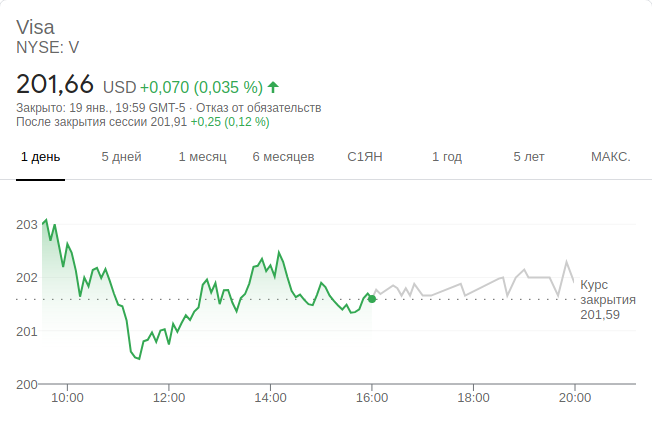 Visa
NYSE: V
201,66 USD +0,070 (0,035 %)
Закрыто: 19 янв., 19:59 GMT-5 · Отказ от обязательств
После закрытия сессии 201,91 +0,25 (0,12 %)
1 день 5 дней 1 месяц 6 месяцев С1ЯН 1 год 5 лет МАКС.
203
202
201
200
Курс
закрытия
201,59
10:00 12:00 14:00 16:00 18:00 20:00